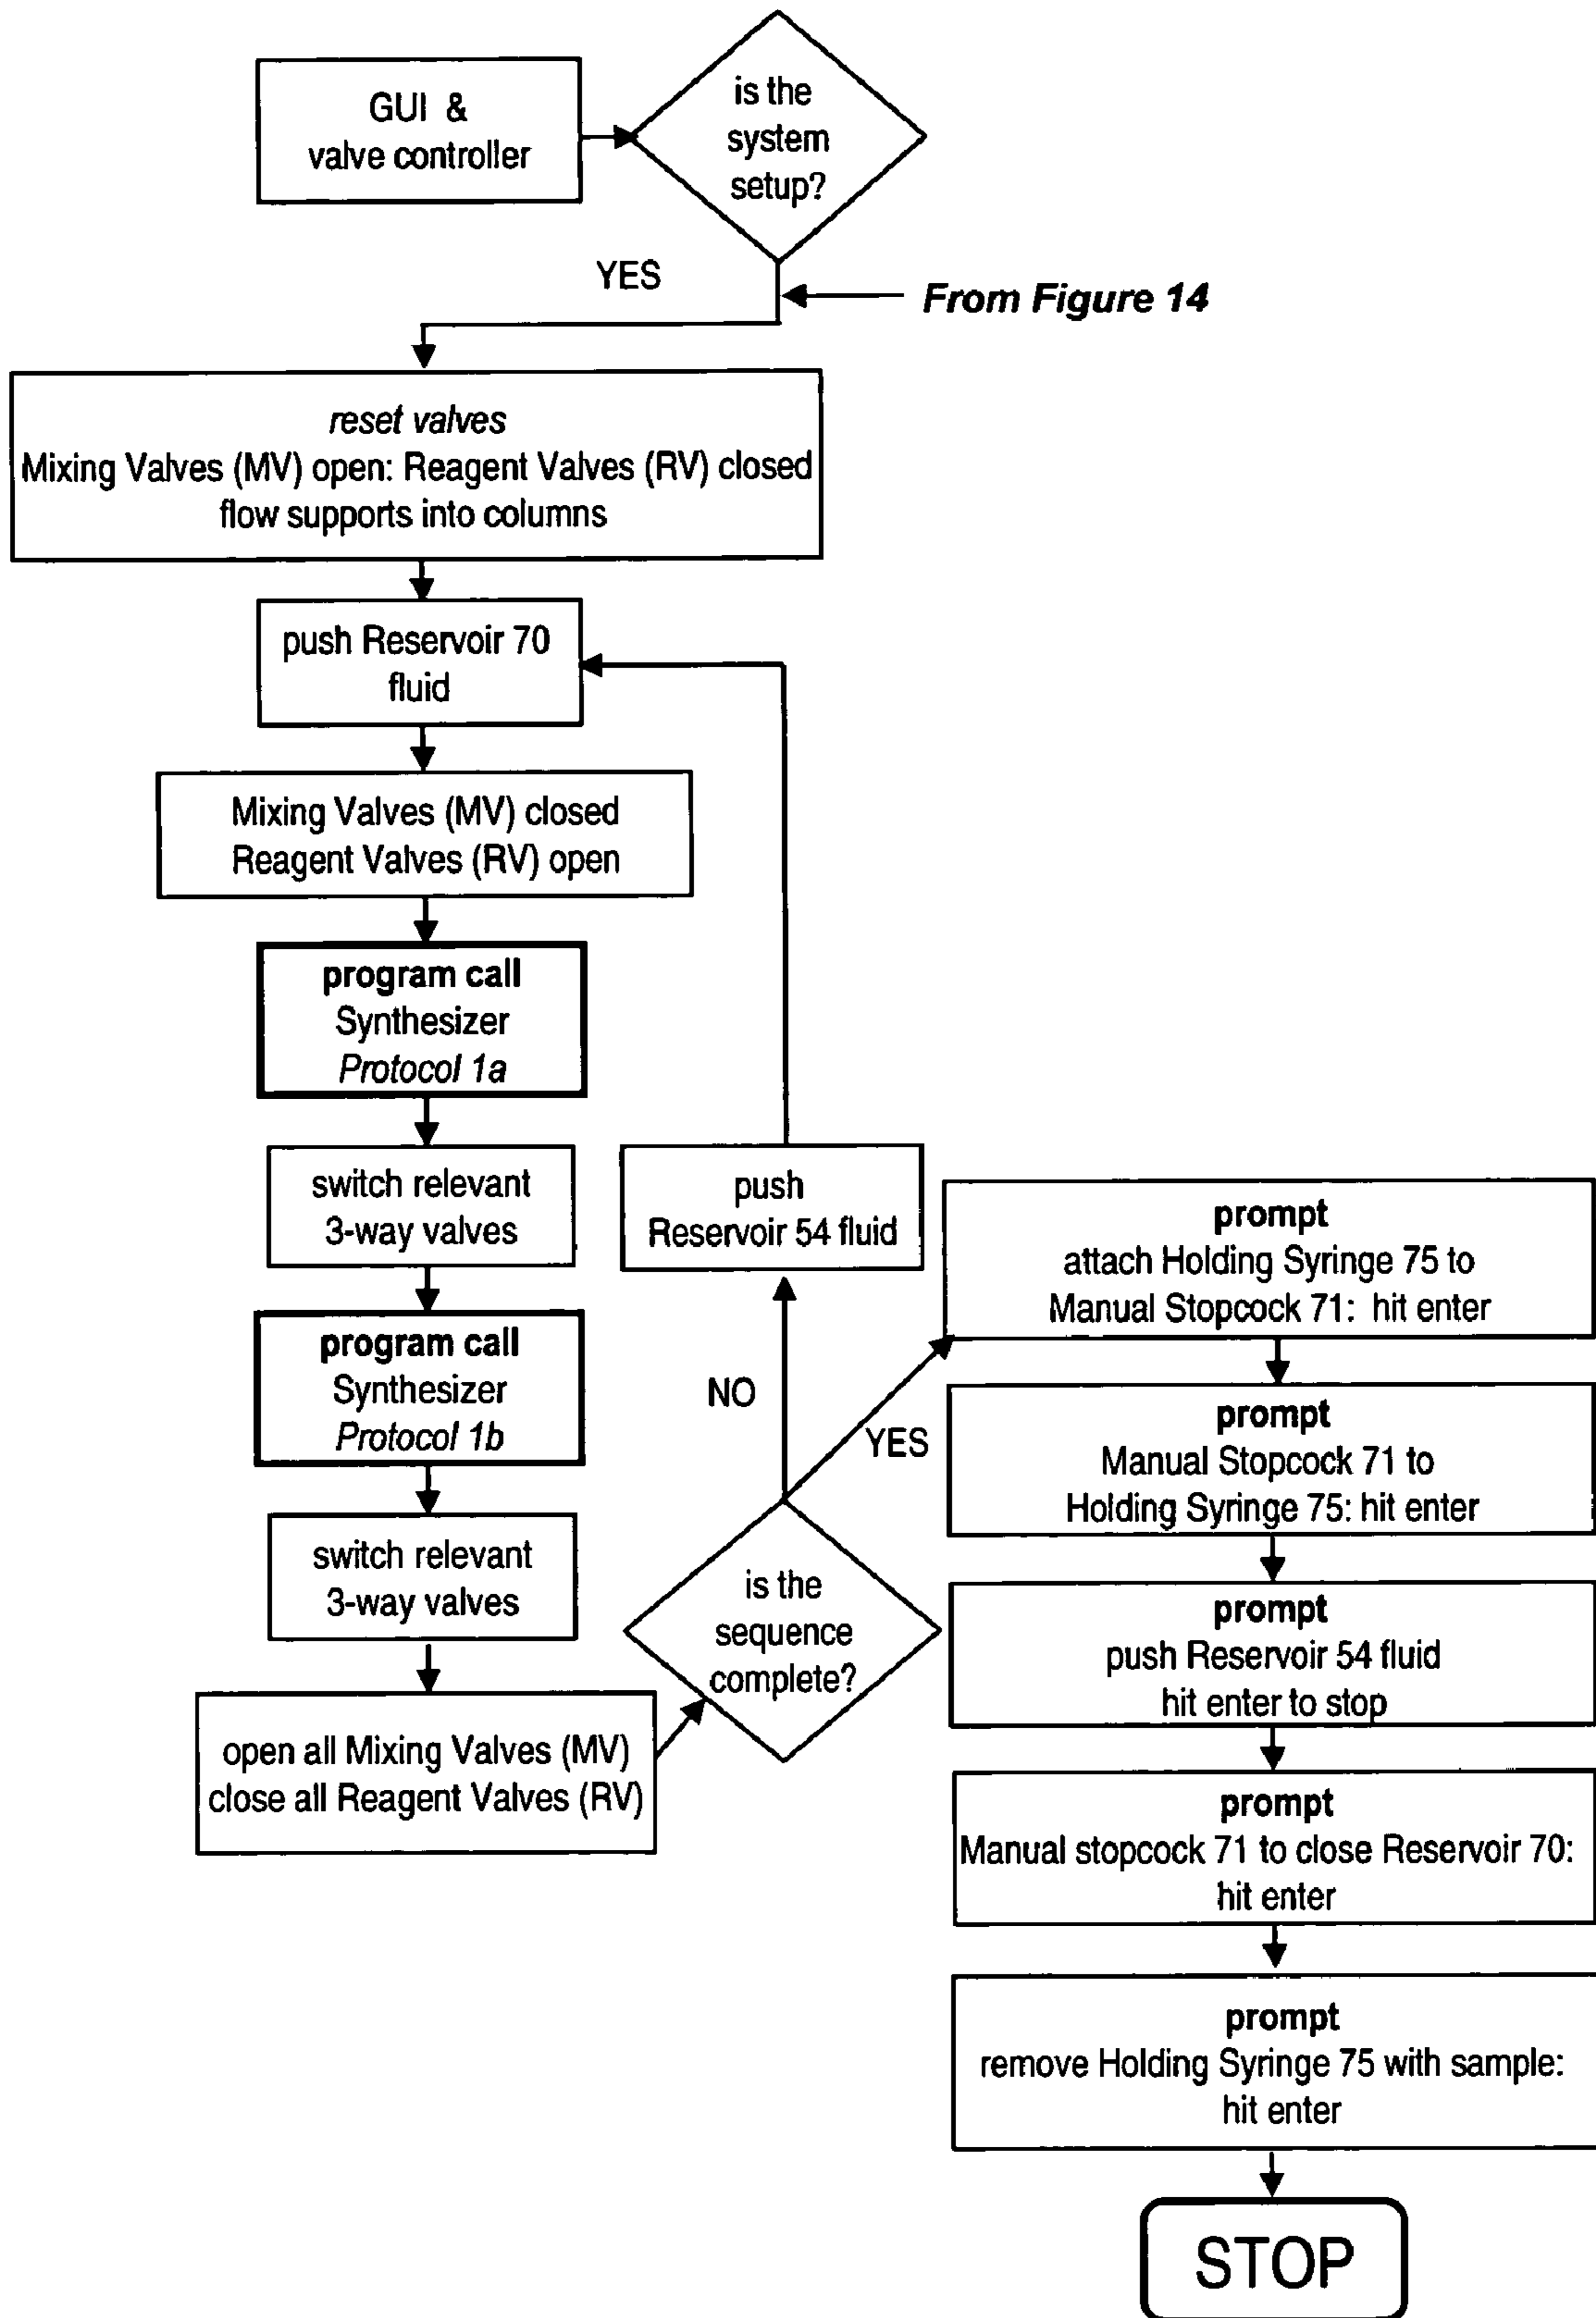 GUI &
valve controller
is the
system
setup?
YES
From Figure 14
reset valves
Mixing Valves (MV) open: Reagent Valves (RV) closed
flow supports into columns
push Reservoir 70
fluid
Mixing Valves (MV) closed
Reagent Valves (RV) open
program call
Synthesizer
Protocol 1a
switch relevant
3-way valves
program call
Synthesizer
Protocol 1b
switch relevant
3-way valves
open all Mixing Valves (MV)
close all Reagent Valves (RV)
is the
sequence
complete?
NO
push
Reservoir 54 fluid
YES
prompt
attach Holding Syringe 75 to
Manual Stopcock 71: hit enter
prompt
Manual Stopcock 71 to
Holding Syringe 75: hit enter
prompt
push Reservoir 54 fluid
hit enter to stop
prompt
Manual stopcock 71 to close Reservoir 70:
hit enter
prompt
remove Holding Syringe 75 with sample:
hit enter
STOP